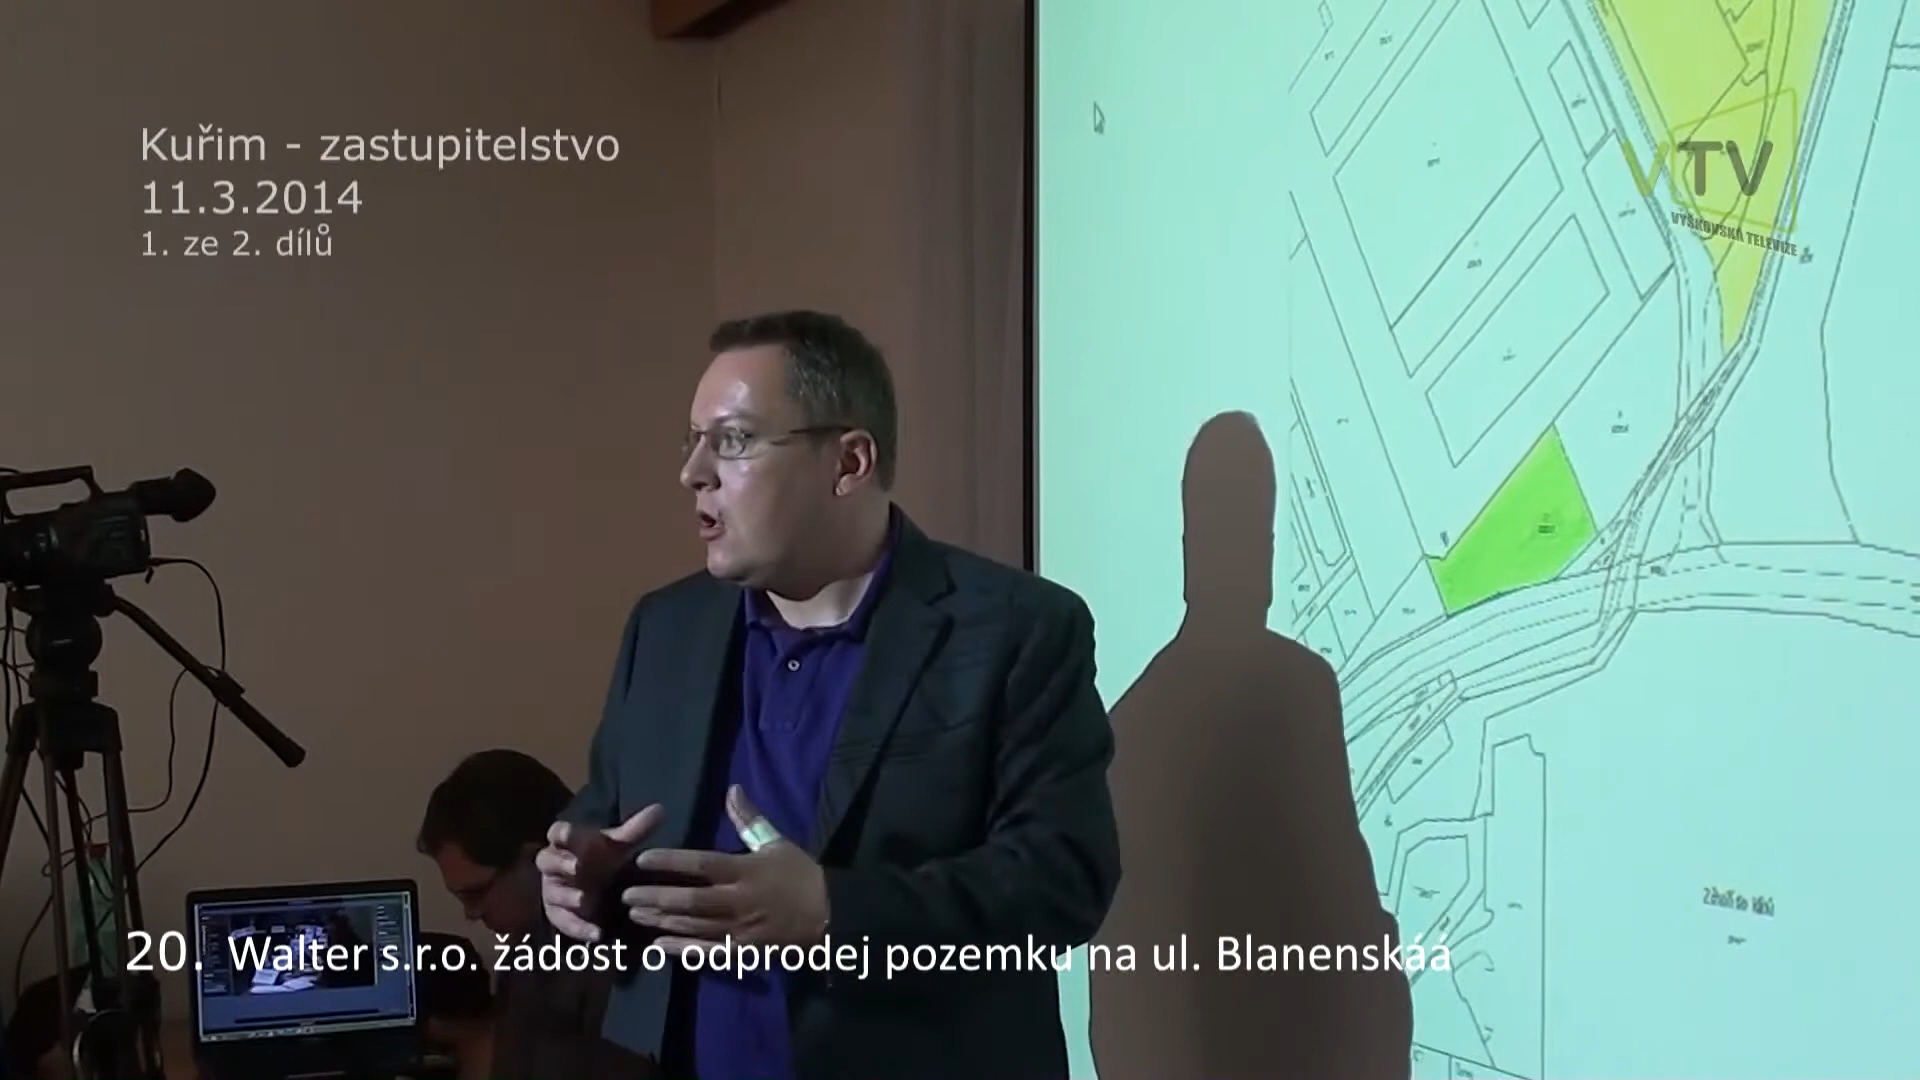 Kuřim - zastupitelstvo
11.3.2014
1. ze 2. dílů
VTV
VYŠKOVSKÁ TELEVIZE
20. Walter s.r.o. žádost o odprodej pozemku na ul. Blanenskáá